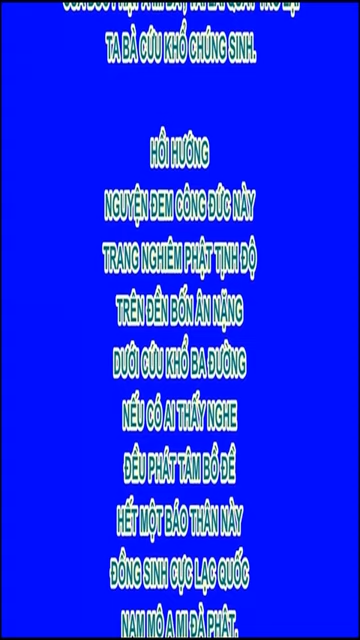 TA BÀ CỨU KHỔ CHÚNG SINH.
HỒI HƯỚNG
NGUYỆN ĐEM CÔNG ĐỨC NÀY
TRANG NGHIÊM PHẬT TỊNH ĐỘ
TRÊN ĐỀN BỐN ÂN NẶNG
DƯỚI CỨU KHỔ BA ĐƯỜNG
NẾU CÓ AI THẤY NGHE
ĐỀU PHÁT TÂM BỒ ĐỀ
HẾT MỘT BÁO THÂN NÀY
ĐỒNG SINH CỰC LẠC QUỐC
NAM MÔ A MI ĐÀ PHẬT.